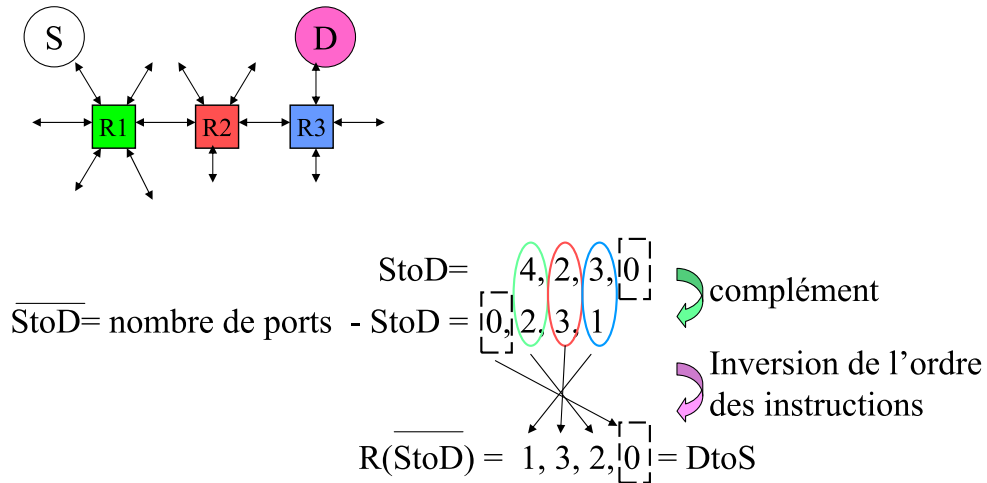 S
D
R1
R2
R3
StoD= 4, 2, 3, 0
complément
StoD= nombre de ports - StoD = 0, 2, 3, 1
Inversion de l’ordre
des instructions
R(StoD) = 1, 3, 2, 0 = DtoS